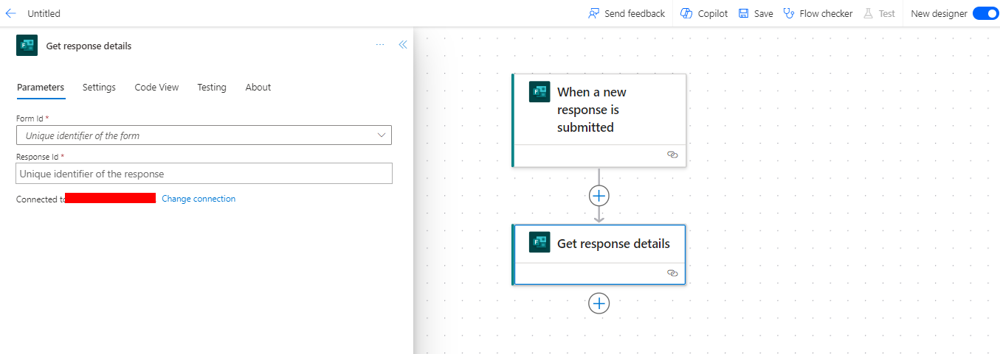 Untitled
Send feedback
Copilot
Save
Flow checker
Test
New designer
Get response details
Parameters
Settings
Code View
Testing
About
Form Id *
Unique identifier of the form
Response Id *
Unique identifier of the response
Connected to
Change connection
When a new
response is
submitted
Get response details